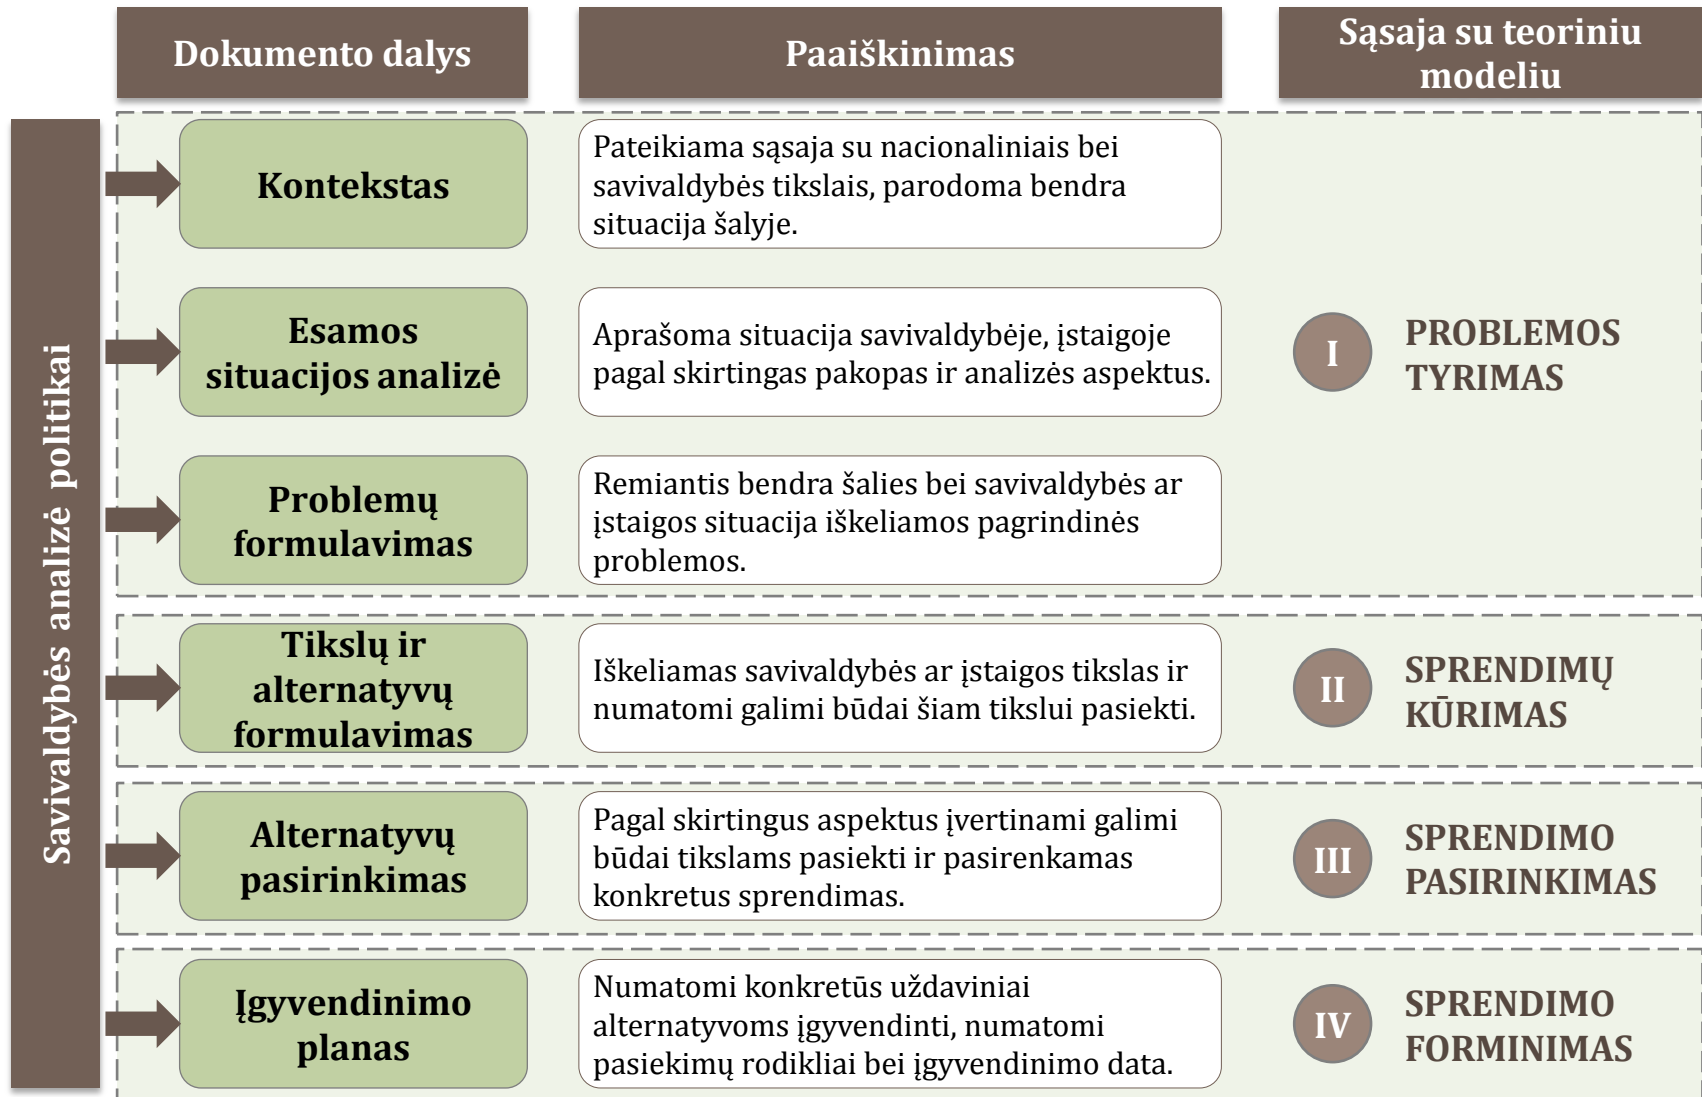 Dokumento dalys
Paaiškinimas
Sąsaja su teoriniu
modeliu
Savivaldybės analizė politikai
Kontekstas
Pateikiama sąsaja su nacionaliniais bei
savivaldybės tikslais, parodoma bendra
situacija šalyje.
Esamos
situacijos analizė
Aprašoma situacija savivaldybėje, įstaigoje
pagal skirtingas pakopas ir analizės aspektus.
I
PROBLEMOS
TYRIMAS
Problemų
formulavimas
Remiantis bendra šalies bei savivaldybės ar
įstaigos situacija iškeliamos pagrindinės
problemos.
Tikslų ir
alternatyvų
formulavimas
Iškeliamas savivaldybės ar įstaigos tikslas ir
numatomi galimi būdai šiam tikslui pasiekti.
II
SPRENDIMŲ
KŪRIMAS
Alternatyvų
pasirinkimas
Pagal skirtingus aspektus įvertinami galimi
būdai tikslams pasiekti ir pasirenkamas
konkretus sprendimas.
III
SPRENDIMO
PASIRINKIMAS
Įgyvendinimo
planas
Numatomi konkretūs uždaviniai
alternatyvoms įgyvendinti, numatomi
pasiekimų rodikliai bei įgyvendinimo data.
IV
SPRENDIMO
FORMINIMAS